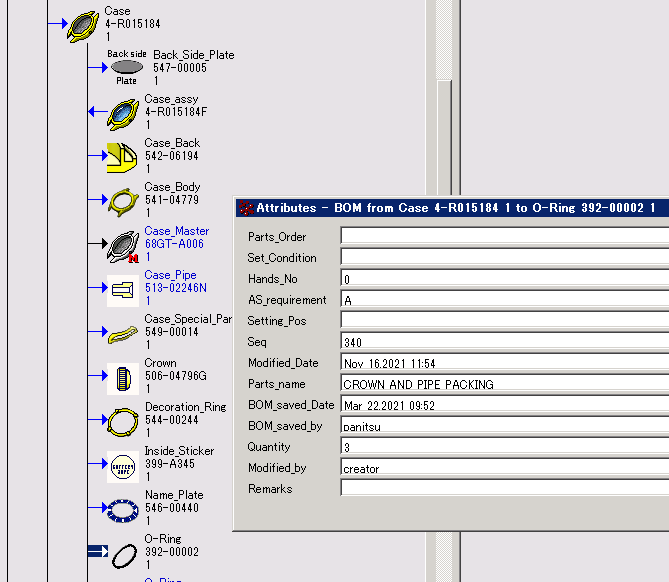 Case
4-R015184
1
Back side
Plate
Back_Side_Plate
547-00005
1
Case_assy
4-R015184F
1
Case_Back
542-06194
1
Case_Body
541-04779
1
Case_Master
68GT-A006
1
M
Case_Pipe
513-02246N
1
Case_Special_Par
549-00014
1
Crown
506-04796G
1
Decoration_Ring
544-00244
1
Inside_Sticker
399-A345
1
Name_Plate
546-00440
1
O-Ring
392-00002
1
O-Ring
Attributes - BOM from Case 4-R015184 1 to O-Ring 392-00002 1
Parts_Order
Set_Condition
Hands_No 0
AS_requirement A
Setting_Pos
Seq 340
Modified_Date Nov 16.2021 11:54
Parts_name CROWN AND PIPE PACKING
BOM_saved_Date Mar 22.2021 09:52
BOM_saved_by panitsu
Quantity 3
Modified_by creator
Remarks